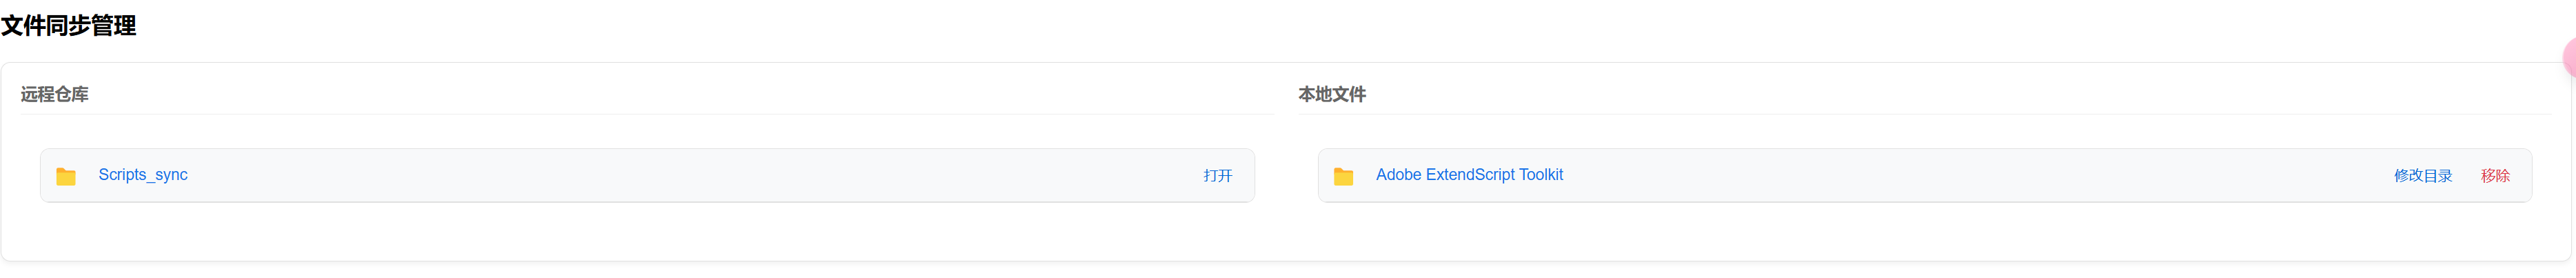 文件同步管理
远程仓库
本地文件
Scripts_sync 打开
Adobe ExtendScript Toolkit 修改目录 移除